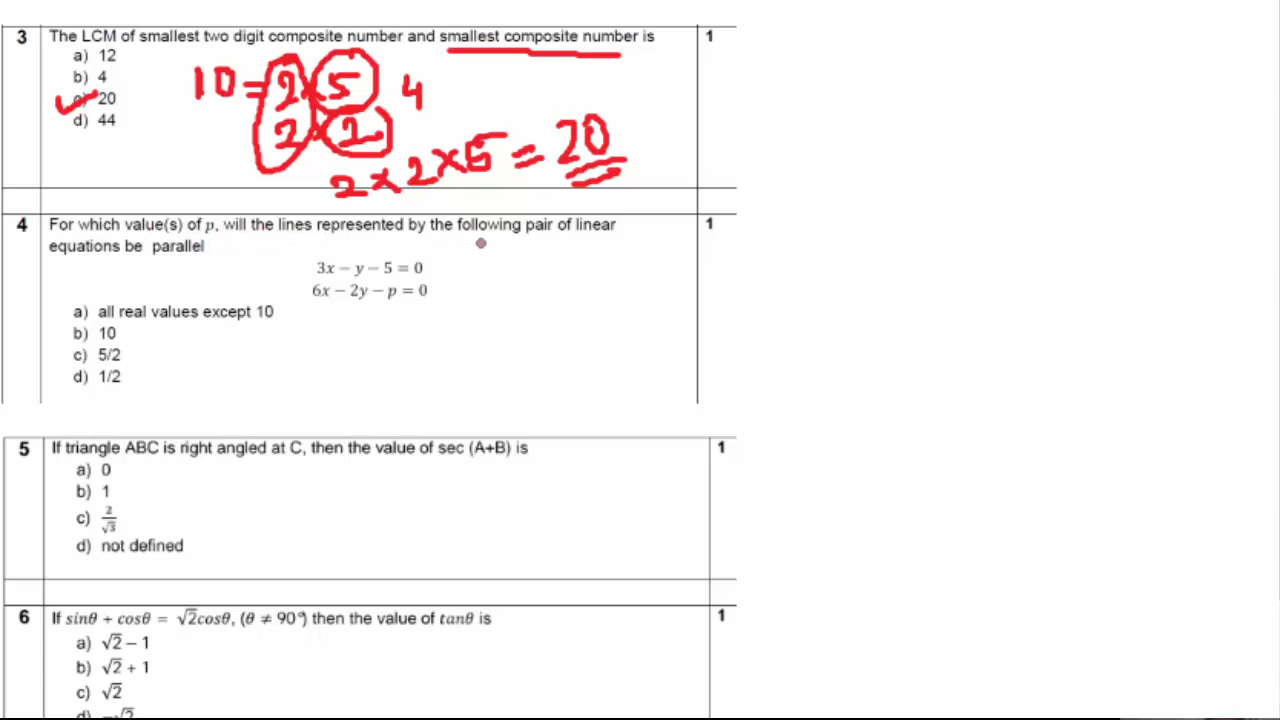 3 The LCM of smallest two digit composite number and smallest composite number is 1
a) 12
b) 4
c) 20
d) 44
10 = 2 × 5 4
2 × 2
2 × 2 × 5 = 20
4 For which value(s) of p, will the lines represented by the following pair of linear 1
equations be parallel
3x − y − 5 = 0
6x − 2y − p = 0
a) all real values except 10
b) 10
c) 5/2
d) 1/2
5 If triangle ABC is right angled at C, then the value of sec (A+B) is 1
a) 0
b) 1
c) 2/√3
d) not defined
6 If sinθ + cosθ = √2cosθ, (θ ≠ 90°) then the value of tanθ is 1
a) √2 − 1
b) √2 + 1
c) √2
d) −√2